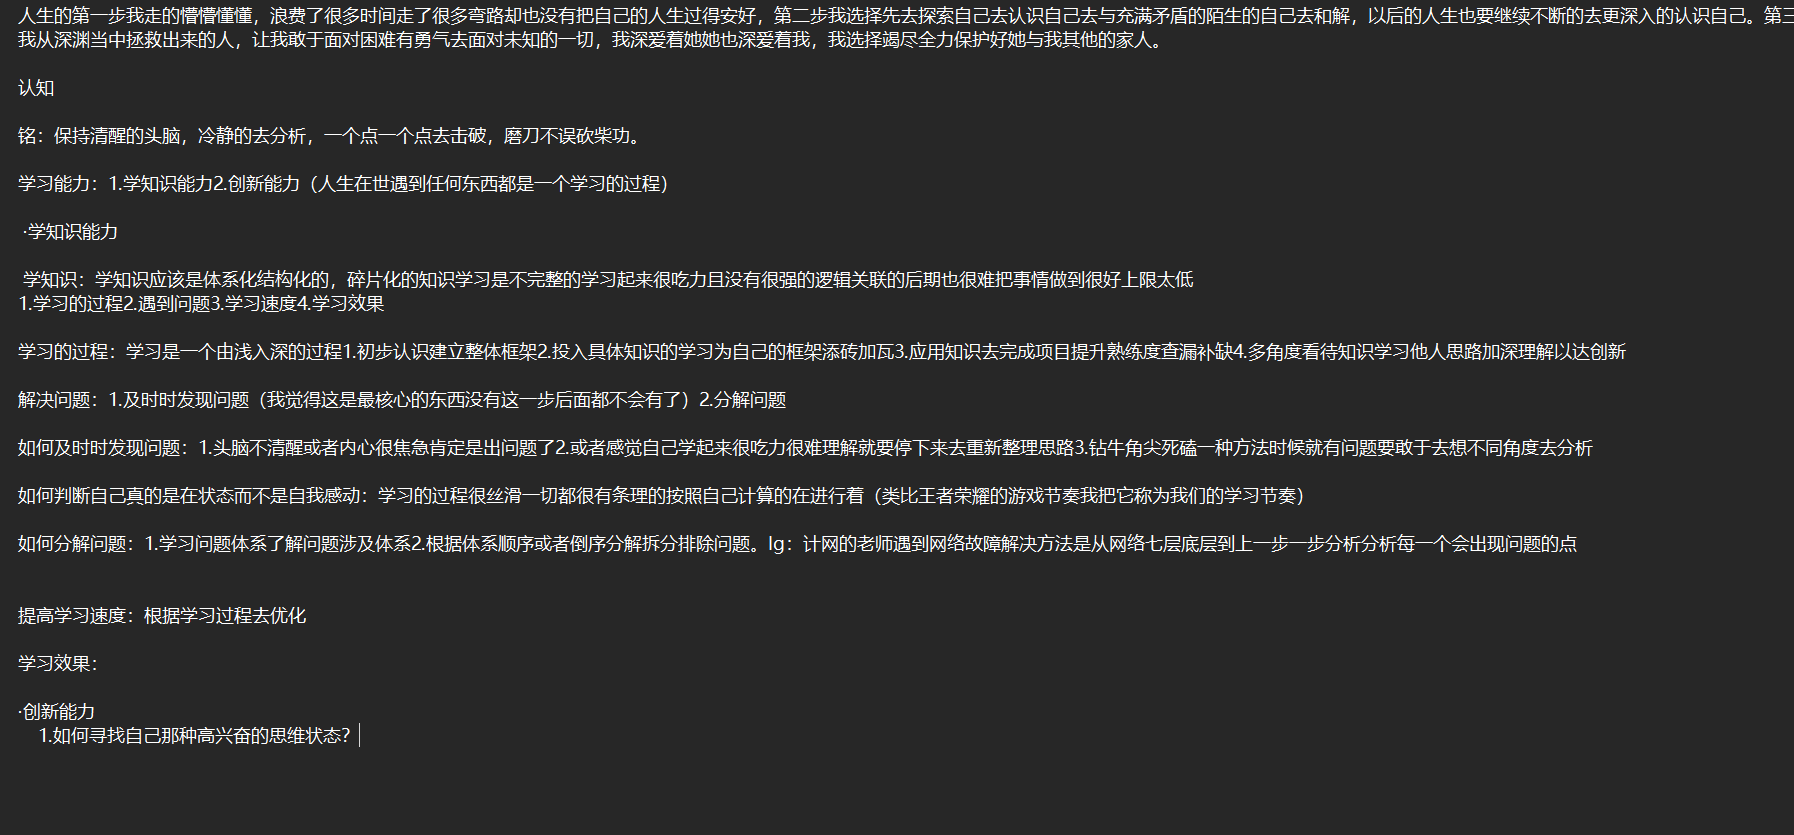 人生的第一步我走的懵懵懂懂，浪费了很多时间走了很多弯路却也没有把自己的人生过得安好，第二步我选择先去探索自己去认识自己去与充满矛盾的陌生的自己去和解，以后的人生也要继续不断的去更深入的认识自己。第三
我从深渊当中拯救出来的人，让我敢于面对困难有勇气去面对未知的一切，我深爱着她她也深爱着我，我选择竭尽全力保护好她与我其他的家人。
认知
铭：保持清醒的头脑，冷静的去分析，一个点一个点去击破，磨刀不误砍柴功。
学习能力：1.学知识能力2.创新能力（人生在世遇到任何东西都是一个学习的过程）
·学知识能力
学知识：学知识应该是体系化结构化的，碎片化的知识学习是不完整的学习起来很吃力且没有很强的逻辑关联的后期也很难把事情做到很好上限太低
1.学习的过程2.遇到问题3.学习速度4.学习效果
学习的过程：学习是一个由浅入深的过程1.初步认识建立整体框架2.投入具体知识的学习为自己的框架添砖加瓦3.应用知识去完成项目提升熟练度查漏补缺4.多角度看待知识学习他人思路加深理解以达创新
解决问题：1.及时时发现问题（我觉得这是最核心的东西没有这一步后面都不会有了）2.分解问题
如何及时时发现问题：1.头脑不清醒或者内心很焦急肯定是出问题了2.或者感觉自己学起来很吃力很难理解就要停下来去重新整理思路3.钻牛角尖死磕一种方法时候就有问题要敢于去想不同角度去分析
如何判断自己真的是在状态而不是自我感动：学习的过程很丝滑一切都很有条理的按照自己计算的在进行着（类比王者荣耀的游戏节奏我把它称为我们的学习节奏）
如何分解问题：1.学习问题体系了解问题涉及体系2.根据体系顺序或者倒序分解拆分排除问题。lg：计网的老师遇到网络故障解决方法是从网络七层底层到上一步一步分析分析每一个会出现问题的点
提高学习速度：根据学习过程去优化
学习效果：
·创新能力
1.如何寻找自己那种高兴奋的思维状态？